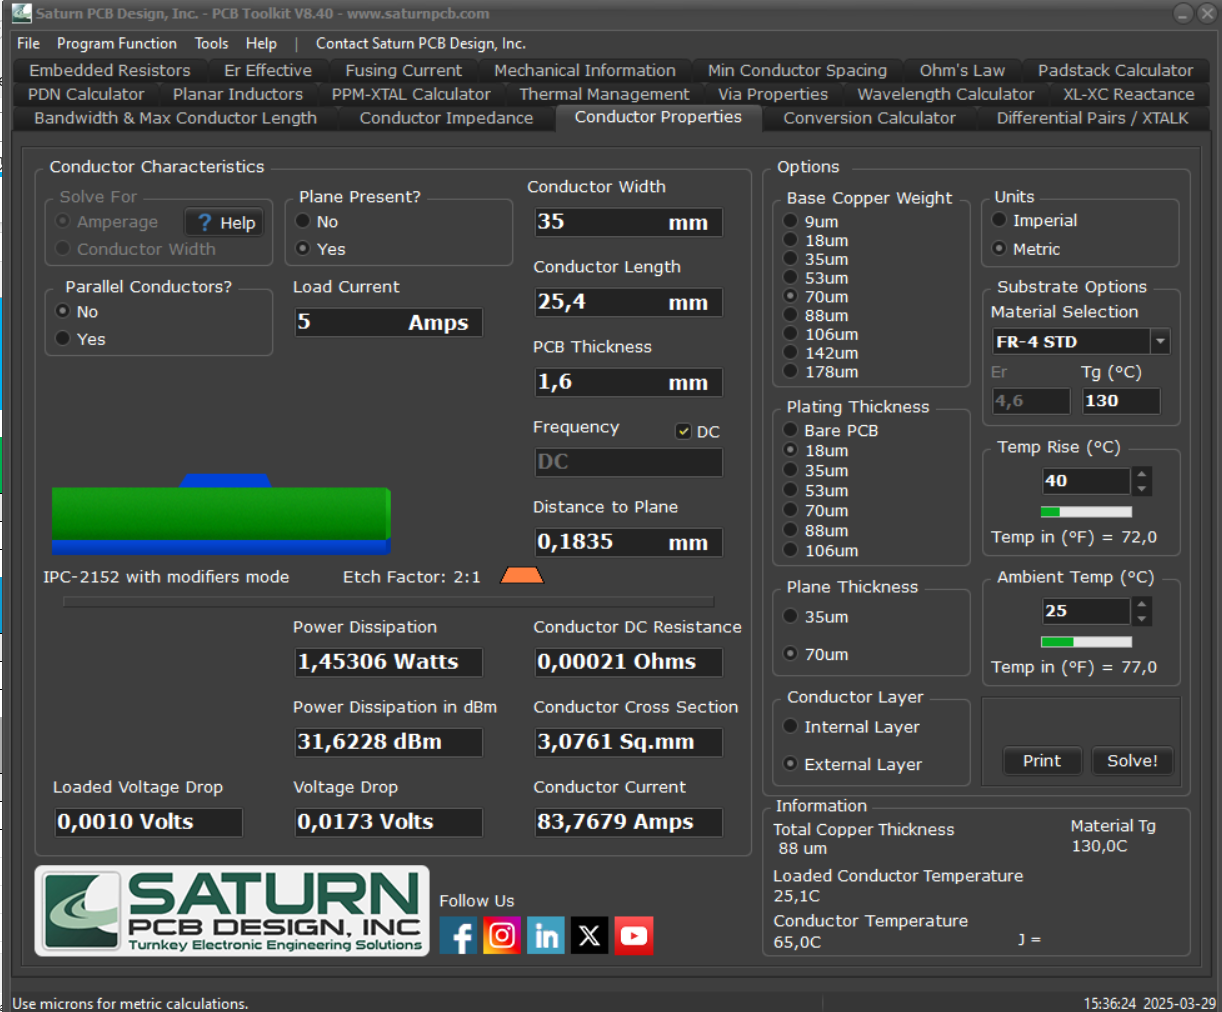 Saturn PCB Design, Inc. - PCB Toolkit V8.40 - www.saturnpcb.com
File Program Function Tools Help | Contact Saturn PCB Design, Inc.
Embedded Resistors Er Effective Fusing Current Mechanical Information Min Conductor Spacing Ohm's Law Padstack Calculator
PDN Calculator Planar Inductors PPM-XTAL Calculator Thermal Management Via Properties Wavelength Calculator XL-XC Reactance
Bandwidth & Max Conductor Length Conductor Impedance Conductor Properties Conversion Calculator Differential Pairs / XTALK
Conductor Characteristics
Solve For
Amperage
? Help
Conductor Width
Plane Present?
No
Yes
Parallel Conductors?
No
Yes
Load Current
5 Amps
Conductor Width
35 mm
Conductor Length
25,4 mm
PCB Thickness
1,6 mm
Frequency
DC
DC
Distance to Plane
0,1835 mm
IPC-2152 with modifiers mode
Etch Factor: 2:1
Power Dissipation
1,45306 Watts
Conductor DC Resistance
0,00021 Ohms
Power Dissipation in dBm
31,6228 dBm
Conductor Cross Section
3,0761 Sq.mm
Loaded Voltage Drop
0,0010 Volts
Voltage Drop
0,0173 Volts
Conductor Current
83,7679 Amps
SATURN
PCB DESIGN, INC
Turnkey Electronic Engineering Solutions
Follow Us
f
in
X
Options
Base Copper Weight
9um
18um
35um
53um
70um
88um
106um
142um
178um
Plating Thickness
Bare PCB
18um
35um
53um
70um
88um
106um
Plane Thickness
35um
70um
Conductor Layer
Internal Layer
External Layer
Units
Imperial
Metric
Substrate Options
Material Selection
FR-4 STD
Er
4,6
Tg (°C)
130
Temp Rise (°C)
40
Temp in (°F) = 72,0
Ambient Temp (°C)
25
Temp in (°F) = 77,0
Print
Solve!
Information
Total Copper Thickness
88 um
Material Tg
130,0C
Loaded Conductor Temperature
25,1C
Conductor Temperature
65,0C
J =
Use microns for metric calculations.
15:36:24 2025-03-29